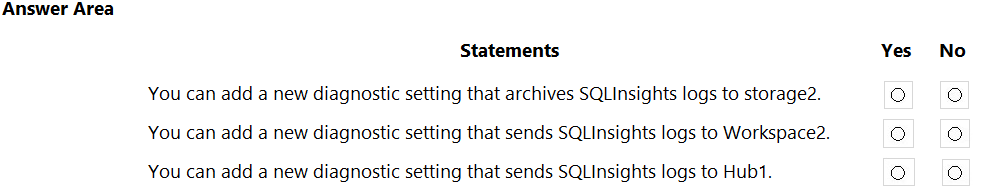 Answer Area
Statements Yes No
You can add a new diagnostic setting that archives SQLInsights logs to storage2.
You can add a new diagnostic setting that sends SQLInsights logs to Workspace2.
You can add a new diagnostic setting that sends SQLInsights logs to Hub1.